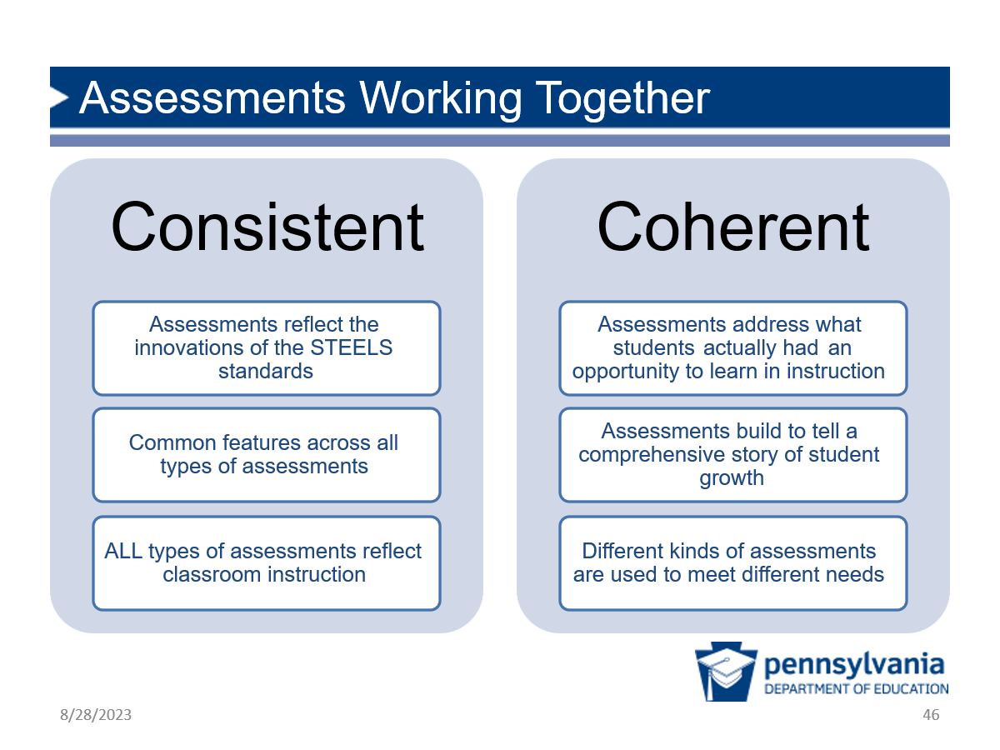 Assessments Working Together
Consistent
Assessments reflect the
innovations of the STEELS
standards
Common features across all
types of assessments
ALL types of assessments reflect
classroom instruction
Coherent
Assessments address what
students actually had an
opportunity to learn in instruction
Assessments build to tell a
comprehensive story of student
growth
Different kinds of assessments
are used to meet different needs
pennsylvania
DEPARTMENT OF EDUCATION
8/28/2023
46